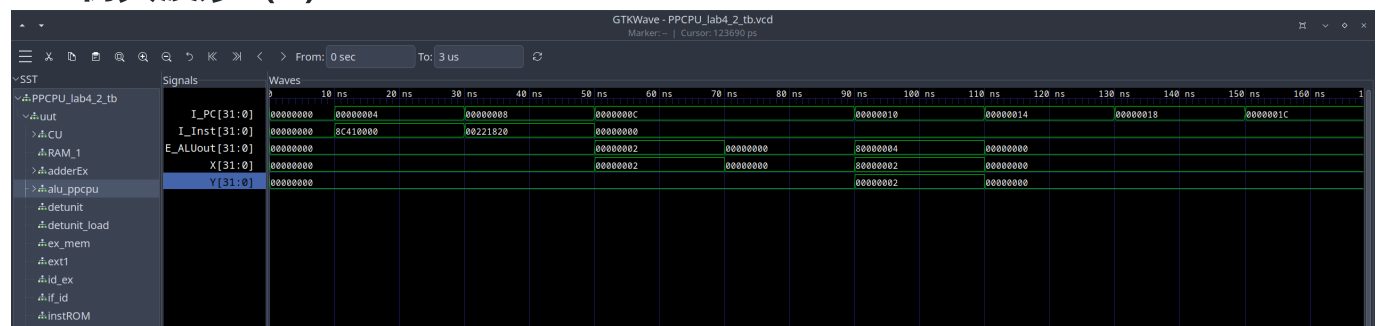 GTKWave - PPCPU_lab4_2_tb.vcd
Marker: -- | Cursor: 123690 ps
From: 0 sec To: 3 us
SST
Signals
Waves
PPCPU_lab4_2_tb
uut
CU
RAM_1
adderEx
alu_ppcpu
detunit
detunit_load
ex_mem
ext1
id_ex
if_id
instROM
10 ns 20 ns 30 ns 40 ns 50 ns 60 ns 70 ns 80 ns 90 ns 100 ns 110 ns 120 ns 130 ns 140 ns 150 ns 160 ns
I_PC[31:0] 00000000 00000004 00000008 0000000C 00000010 00000014 00000018 0000001C
I_Inst[31:0] 00000000 8C410000 00221820 00000000
E_ALUout[31:0] 00000000 00000002 00000000 80000004 00000000
X[31:0] 00000000 00000002 00000000 80000002 00000000
Y[31:0] 00000000 00000002 00000000